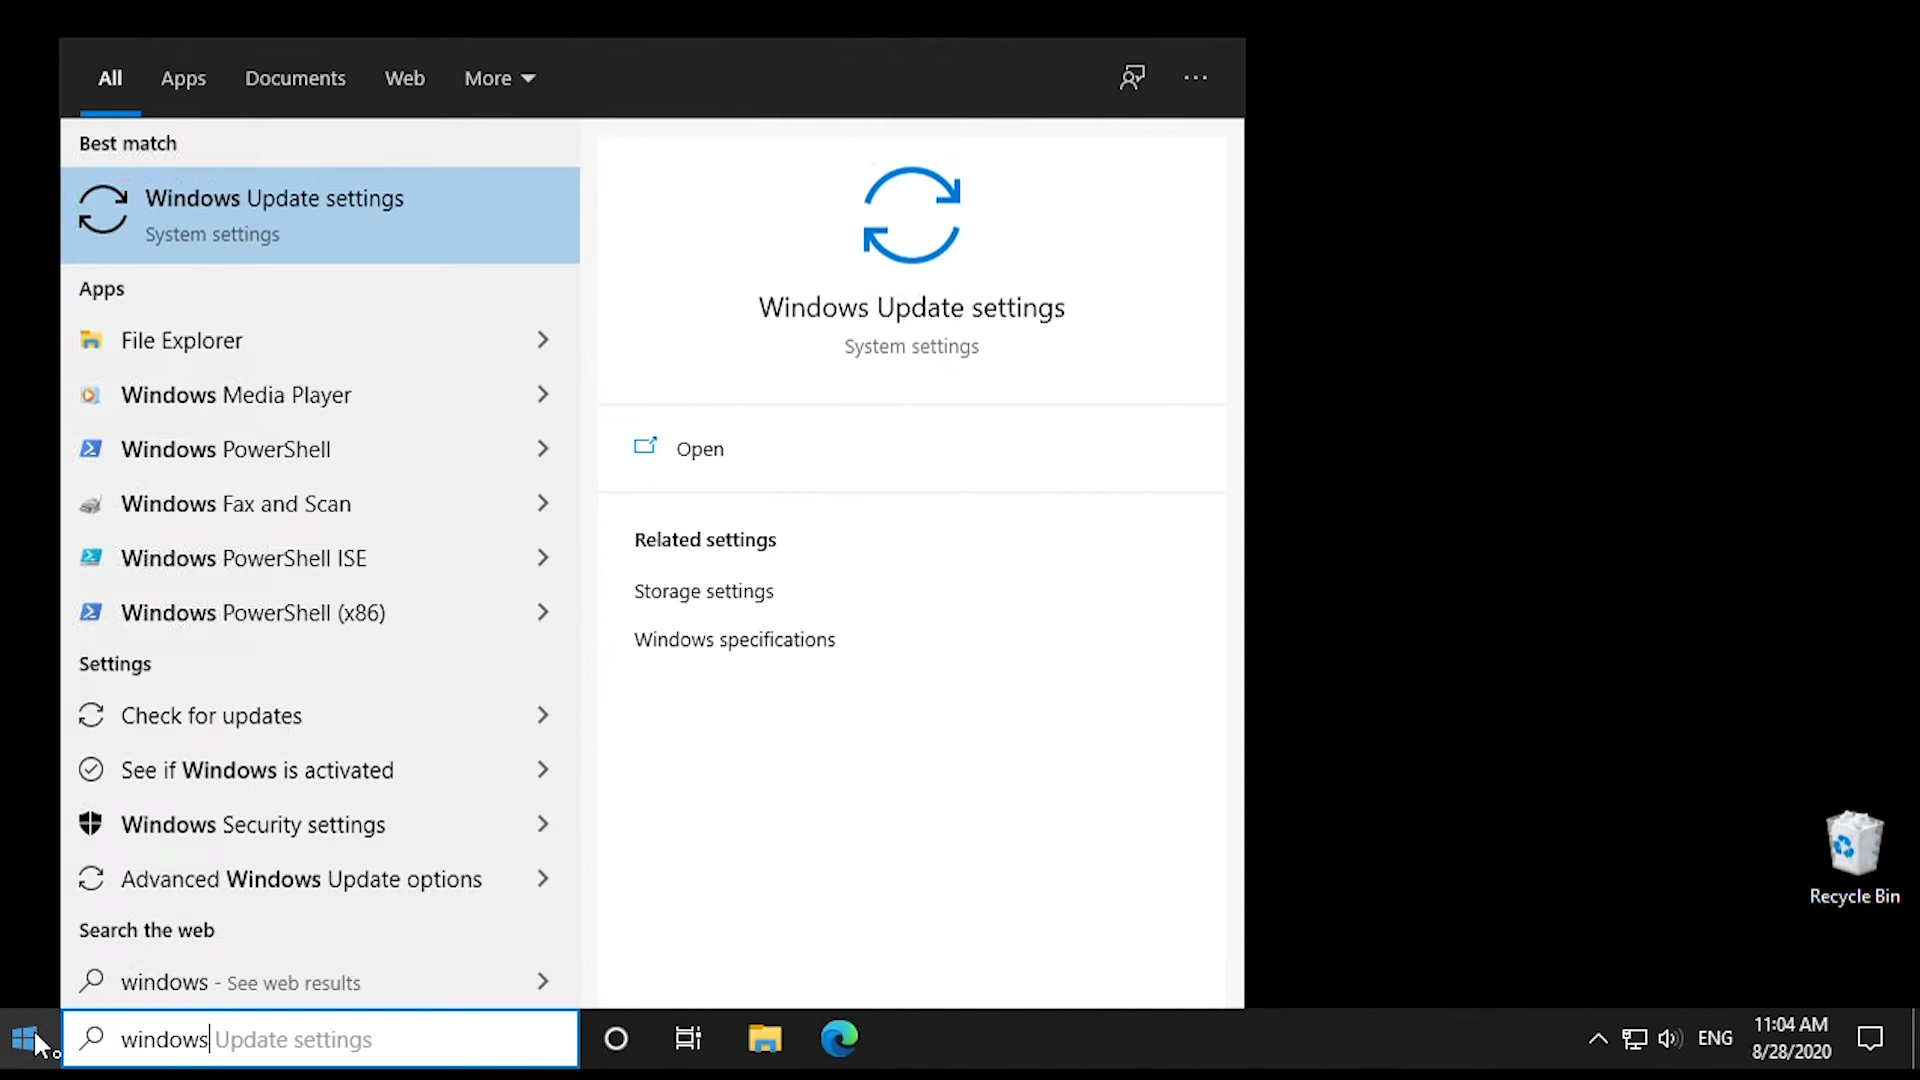 All Apps Documents Web More
Best match
Windows Update settings
System settings
Apps
File Explorer
Windows Media Player
Windows PowerShell
Windows Fax and Scan
Windows PowerShell ISE
Windows PowerShell (x86)
Settings
Check for updates
See if Windows is activated
Windows Security settings
Advanced Windows Update options
Search the web
windows - See web results
Windows Update settings
System settings
Open
Related settings
Storage settings
Windows specifications
Recycle Bin
windows Update settings
ENG
11:04 AM
8/28/2020